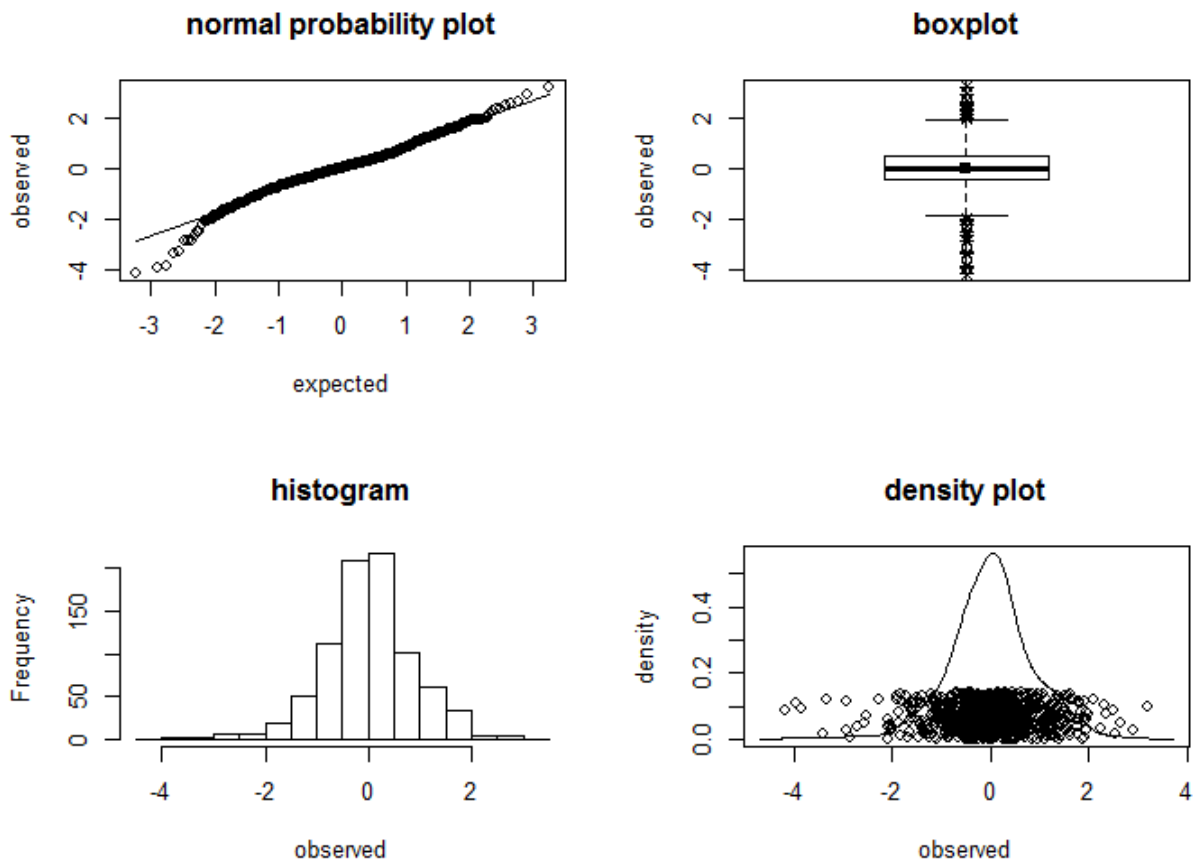 normal probability plot
observed
2
0
-2
-4
-3 -2 -1 0 1 2 3
expected
boxplot
observed
2
0
-2
-4
histogram
Frequency
150
50
0
-4 -2 0 2
observed
density plot
density
0.4
0.2
0.0
-4 -2 0 2 4
observed